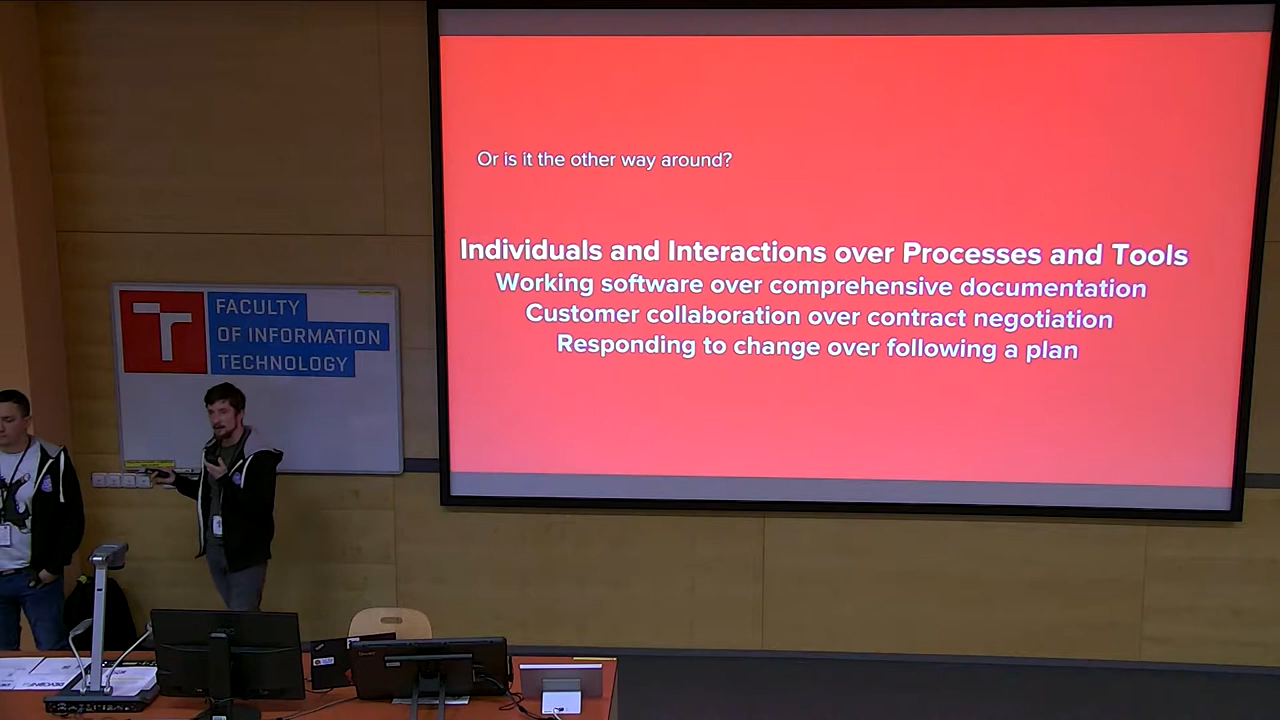 Or is it the other way around?
Individuals and Interactions over Processes and Tools
Working software over comprehensive documentation
Customer collaboration over contract negotiation
Responding to change over following a plan
FACULTY
OF INFORMATION
TECHNOLOGY